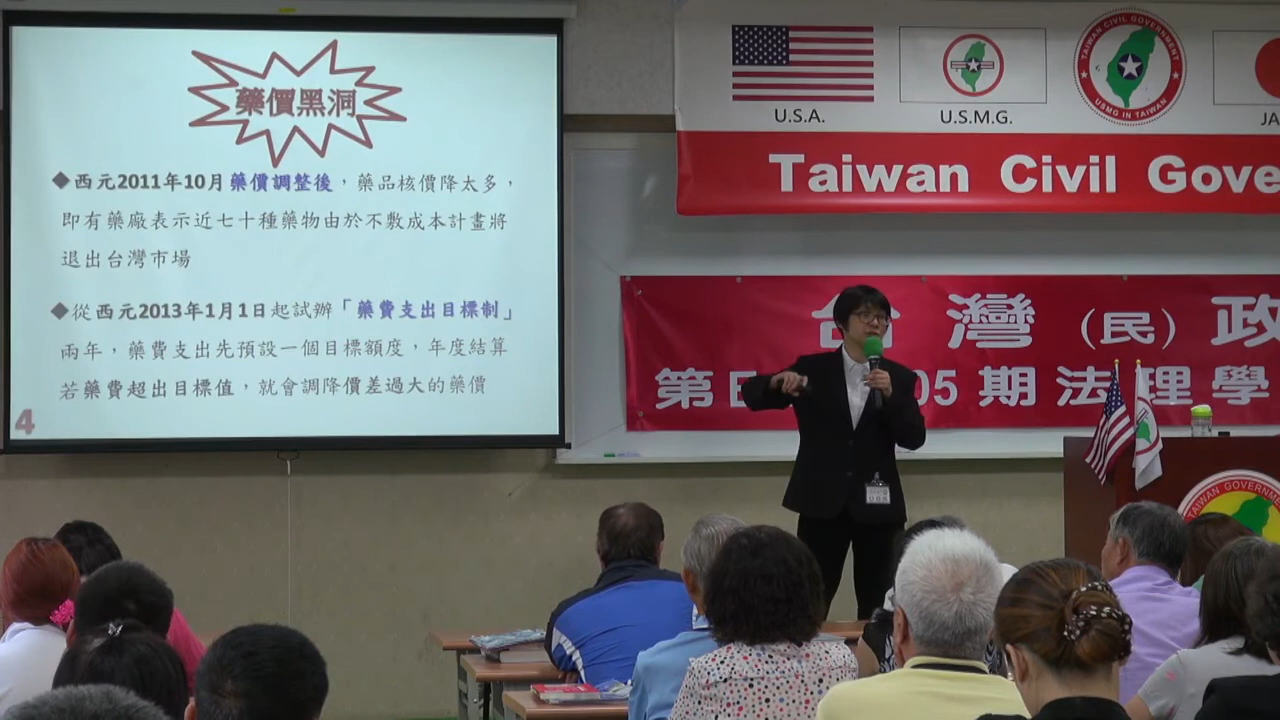 藥價黑洞
◆西元2011年10月藥價調整後，藥品核價降太多，
即有藥廠表示近七十種藥物由於不敷成本計畫將
退出台灣市場
◆從西元2013年1月1日起試辦「藥費支出目標制」
兩年，藥費支出先預設一個目標額度，年度結算
若藥費超出目標值，就會調降價差過大的藥價
4
U.S.A.
U.S.M.G.
TAIWAN CIVIL GOVERNMENT
USMG IN TAIWAN
JA
Taiwan Civil Gove
台灣（民）政
第E 05期法理學
TAIWAN GOVERNMENT